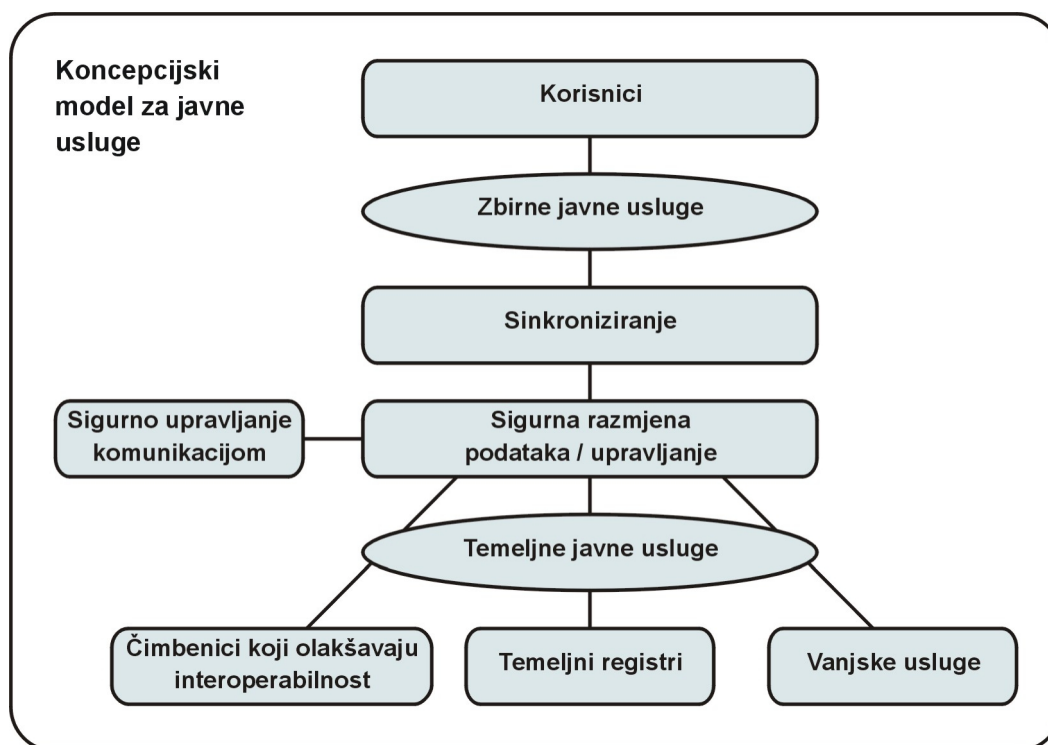 Koncepcijski
model za javne
usluge
Korisnici
Zbirne javne usluge
Sinkroniziranje
Sigurno upravljanje
komunikacijom
Sigurna razmjena
podataka / upravljanje
Temeljne javne usluge
Čimbenici koji olakšavaju
interoperabilnost
Temeljni registri
Vanjske usluge